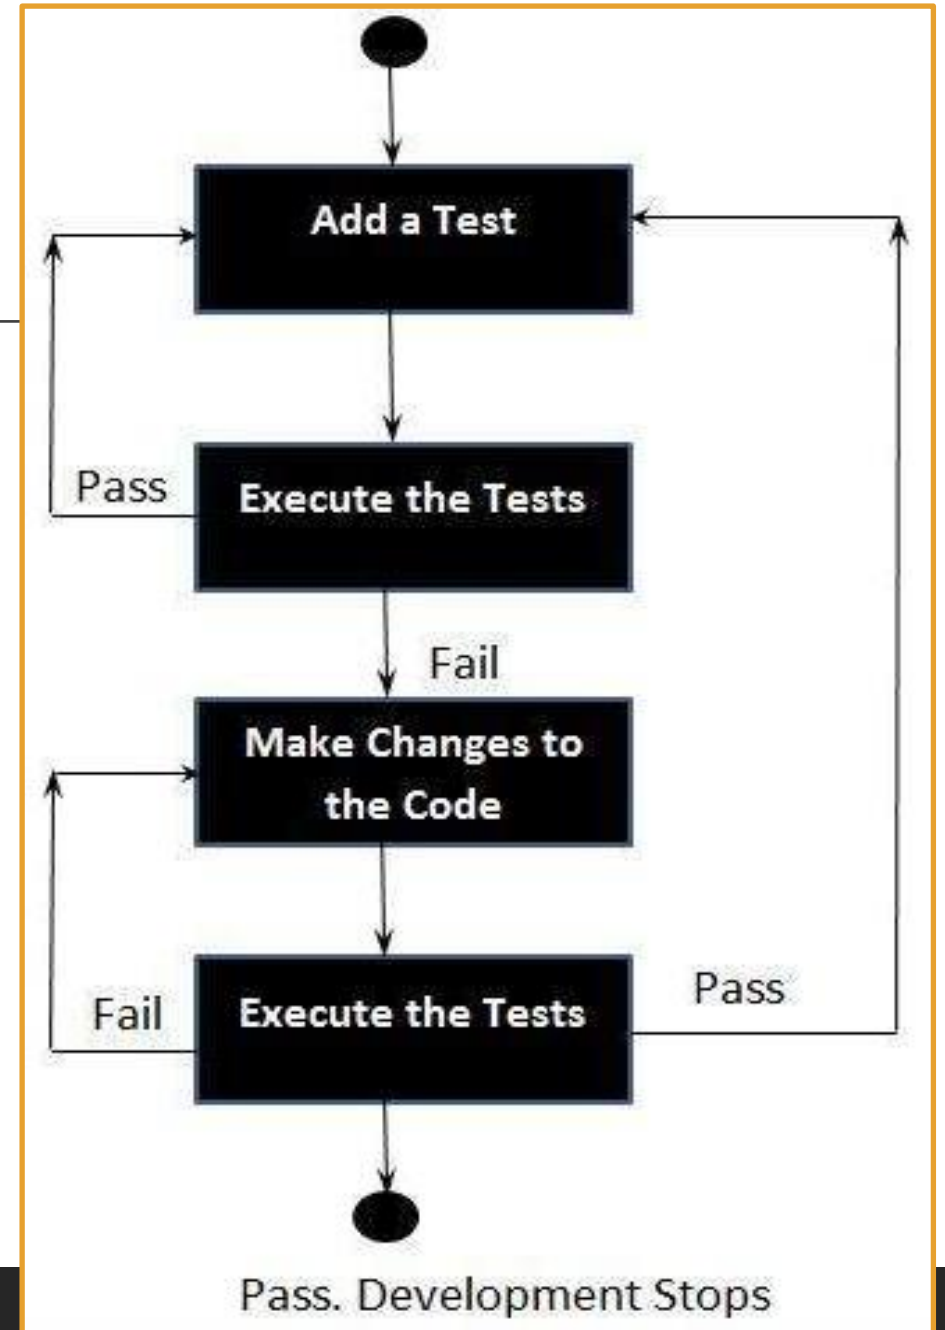 Add a Test
Pass
Execute the Tests
Fail
Make Changes to
the Code
Fail
Execute the Tests
Pass
Pass. Development Stops